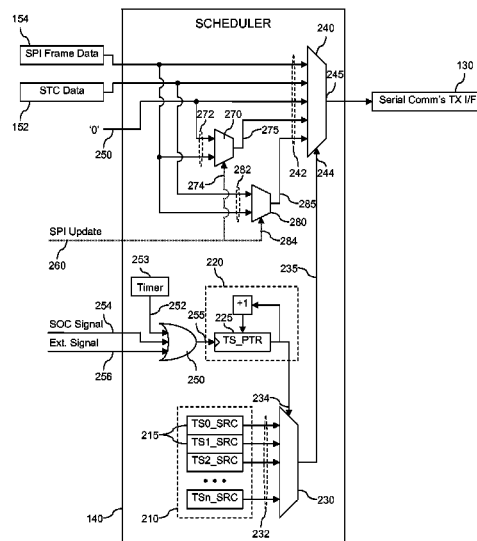 SCHEDULER
154
SPI Frame Data
240
245
130
STC Data
Serial Comm's TX I/F
152
272
270
275
'0'
250
242
244
274
282
285
280
SPI Update
284
260
235
253
220
Timer
252
+1
254
225
255
SOC Signal
TS_PTR
Ext. Signal
256
250
234
215
TS0_SRC
TS1_SRC
TS2_SRC
TSn_SRC
230
140
210
232